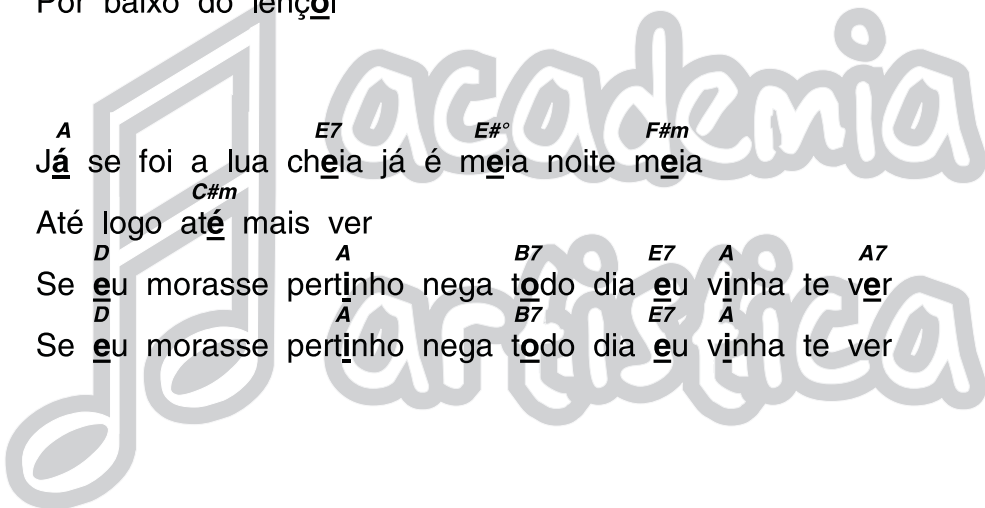 Por baixo do lençol
A E7 E#° F#m
Já se foi a lua cheia já é meia noite meia
C#m
Até logo até mais ver
D A B7 E7 A A7
Se eu morasse pertinho nega todo dia eu vinha te ver
D A B7 E7 A
Se eu morasse pertinho nega todo dia eu vinha te ver
academia
artistica